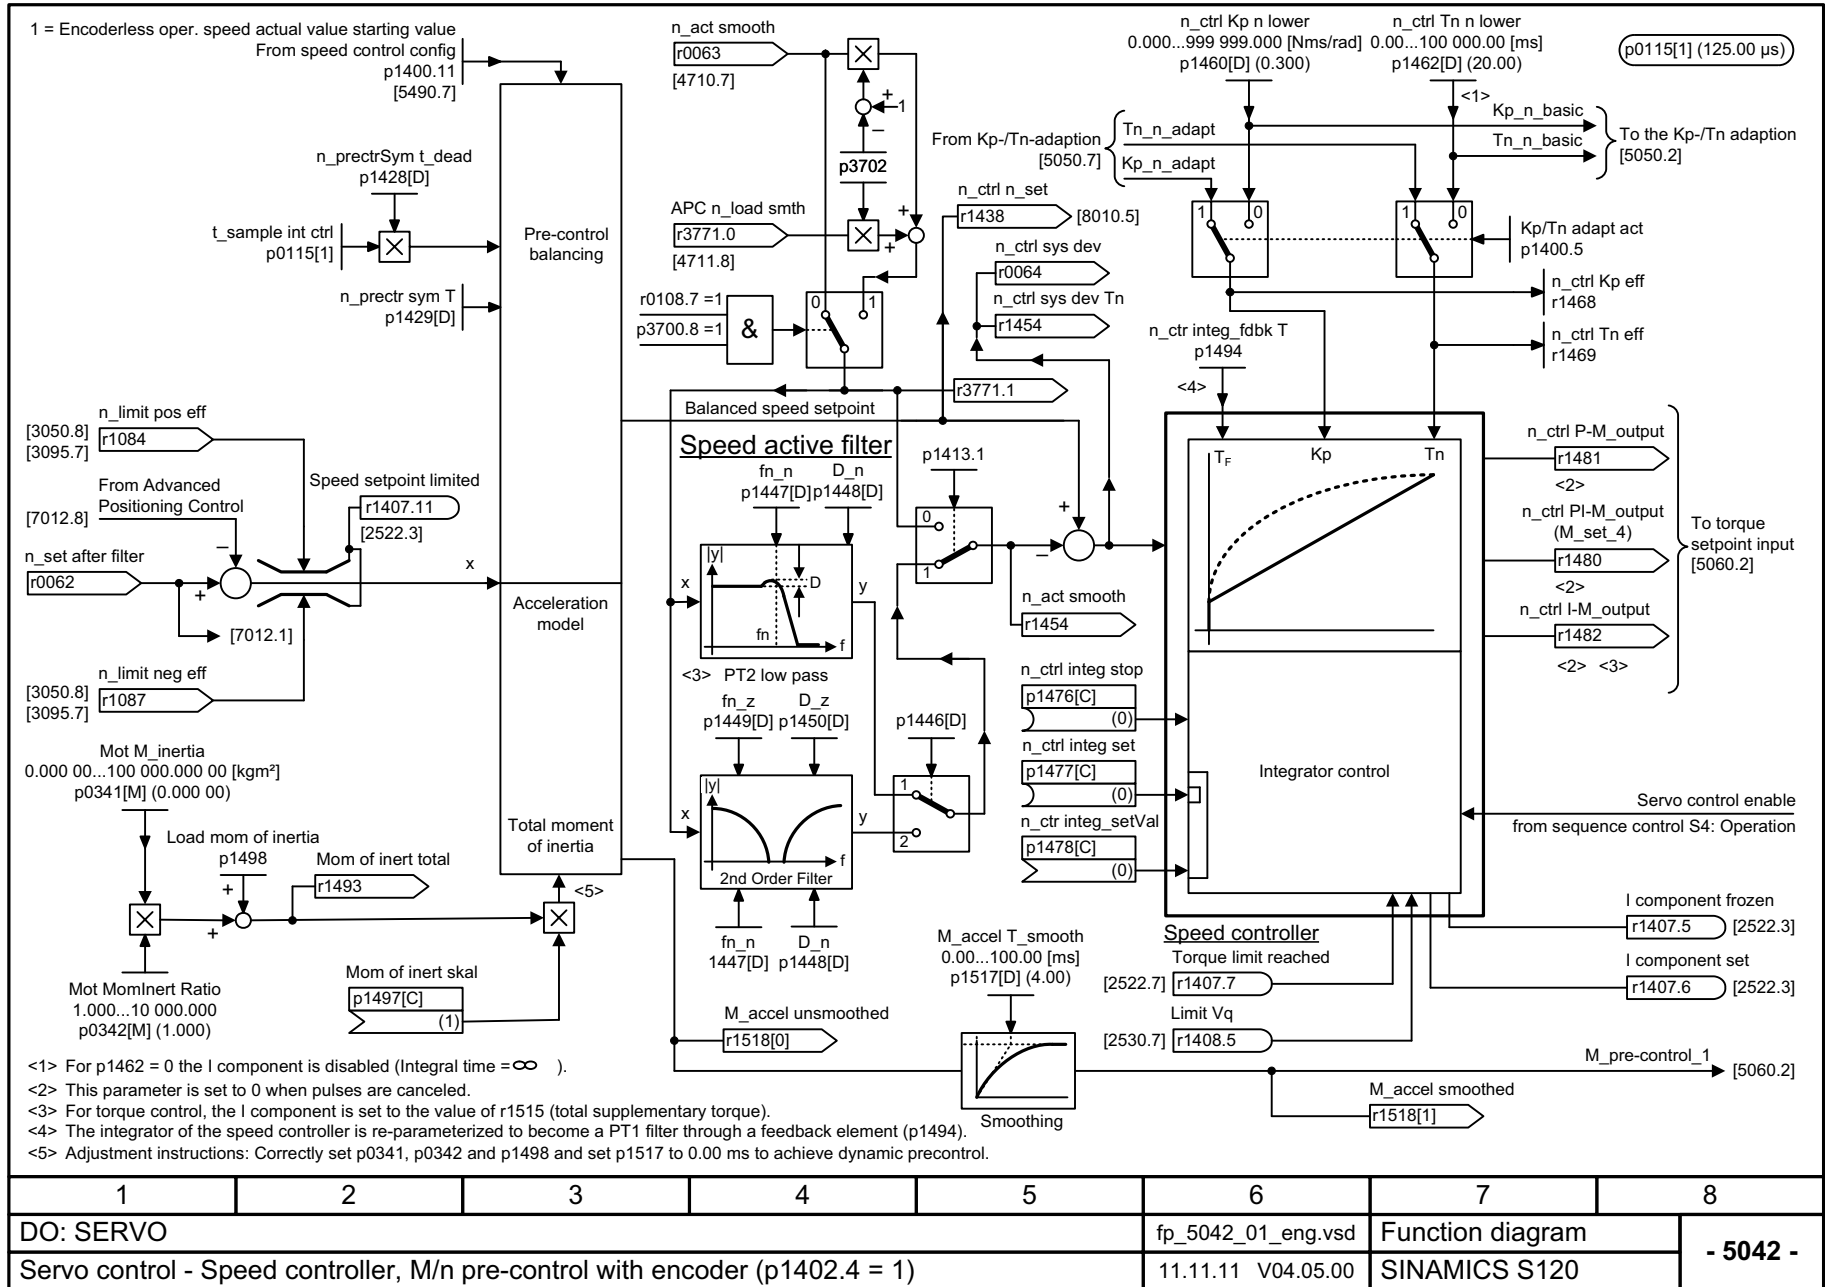 1 = Encoderless oper. speed actual value starting value
From speed control config
p1400.11
[5490.7]
n_prectrSym t_dead
p1428[D]
t_sample int ctrl
p0115[1]
n_prectr sym T
p1429[D]
Pre-control
balancing
Acceleration
model
Total moment
of inertia
n_act smooth
r0063
[4710.7]
+
1
–
p3702
APC n_load smth
r3771.0
[4711.8]
+
+
r0108.7 =1
p3700.8 =1
&
0
1
n_ctrl n_set
r1438
[8010.5]
n_ctrl sys dev
r0064
n_ctrl sys dev Tn
r1454
r3771.1
Balanced speed setpoint
n_ctrl Kp n lower
0.000...999 999.000 [Nms/rad]
p1460[D] (0.300)
n_ctrl Tn n lower
0.00...100 000.00 [ms]
p1462[D] (20.00)
<1>
p0115[1] (125.00 µs)
From Kp-/Tn-adaption
[5050.7]
Tn_n_adapt
Kp_n_adapt
Kp_n_basic
Tn_n_basic
To the Kp-/Tn adaption
[5050.2]
1
0
1
0
Kp/Tn adapt act
p1400.5
n_ctrl Kp eff
r1468
n_ctrl Tn eff
r1469
n_ctr integ_fdbk T
p1494
<4>
n_limit pos eff
[3050.8]
[3095.7]
r1084
From Advanced
Positioning Control
[7012.8]
Speed setpoint limited
r1407.11
[2522.3]
–
n_set after filter
r0062
+
x
[7012.1]
n_limit neg eff
[3050.8]
[3095.7]
r1087
Speed active filter
fn_n
p1447[D]
D_n
p1448[D]
|y|
x
D
fn
f
y
<3> PT2 low pass
fn_z
p1449[D]
D_z
p1450[D]
|y|
x
f
y
2nd Order Filter
fn_n
1447[D]
D_n
p1448[D]
p1413.1
0
1
+
–
n_act smooth
r1454
p1446[D]
1
2
n_ctrl integ stop
p1476[C]
(0)
n_ctrl integ set
p1477[C]
(0)
n_ctr integ_setVal
p1478[C]
(0)
TF
Kp
Tn
Integrator control
Speed controller
n_ctrl P-M_output
r1481
<2>
n_ctrl PI-M_output
(M_set_4)
r1480
<2>
n_ctrl I-M_output
r1482
<2> <3>
To torque
setpoint input
[5060.2]
Servo control enable
from sequence control S4: Operation
I component frozen
r1407.5
[2522.3]
I component set
r1407.6
[2522.3]
Torque limit reached
[2522.7]
r1407.7
Limit Vq
[2530.7]
r1408.5
Mot M_inertia
0.000 00...100 000.000 00 [kgm²]
p0341[M] (0.000 00)
Load mom of inertia
p1498
+
+
Mom of inert total
r1493
<5>
Mot MomInert Ratio
1.000...10 000.000
p0342[M] (1.000)
Mom of inert skal
p1497[C]
(1)
M_accel unsmoothed
r1518[0]
M_accel T_smooth
0.00...100.00 [ms]
p1517[D] (4.00)
Smoothing
M_pre-control_1
[5060.2]
M_accel smoothed
r1518[1]
<1> For p1462 = 0 the I component is disabled (Integral time = ∞ ).
<2> This parameter is set to 0 when pulses are canceled.
<3> For torque control, the I component is set to the value of r1515 (total supplementary torque).
<4> The integrator of the speed controller is re-parameterized to become a PT1 filter through a feedback element (p1494).
<5> Adjustment instructions: Correctly set p0341, p0342 and p1498 and set p1517 to 0.00 ms to achieve dynamic precontrol.
1 2 3 4 5 6 7 8
DO: SERVO
fp_5042_01_eng.vsd
Function diagram
- 5042 -
Servo control - Speed controller, M/n pre-control with encoder (p1402.4 = 1)
11.11.11 V04.05.00
SINAMICS S120